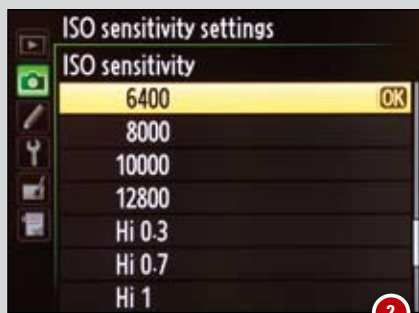 ISO sensitivity settings
ISO sensitivity
6400 OK
8000
10000
12800
Hi 0.3
Hi 0.7
Hi 1
2